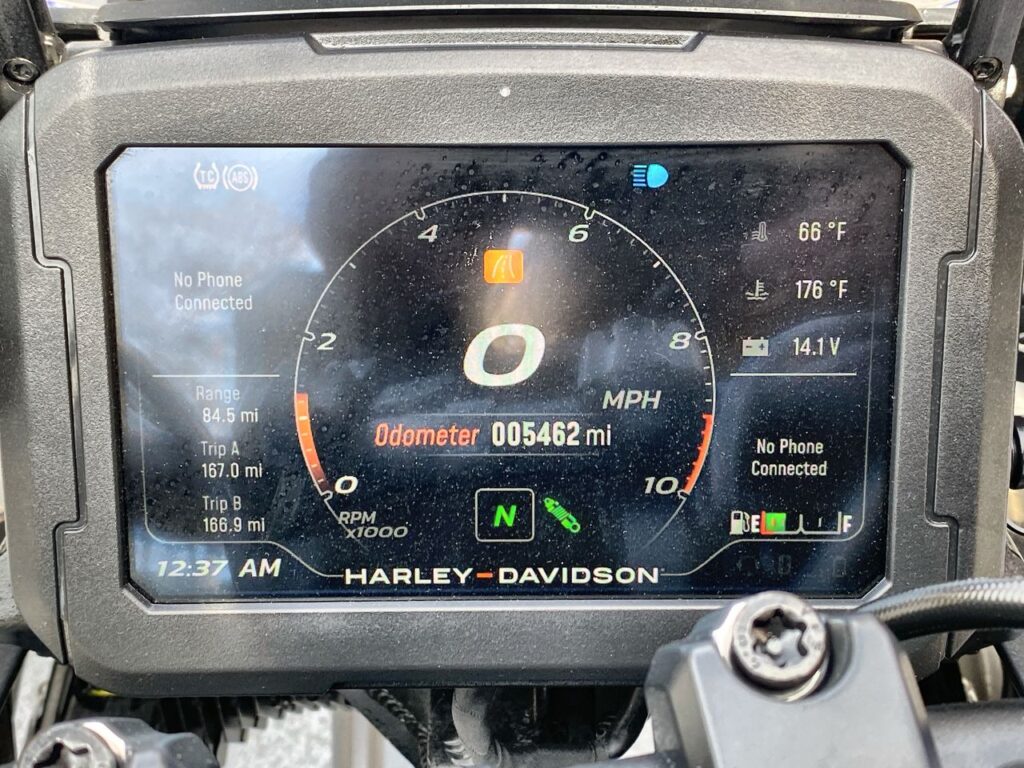 TC ABS
4
6
66 °F
No Phone
Connected
176 °F
2
8
14.1 V
0
MPH
Range
84.5 mi
Odometer 005462 mi
Trip A
167.0 mi
No Phone
Connected
0
10
Trip B
166.9 mi
RPM
x1000
N
E F
12:37 AM
HARLEY-DAVIDSON